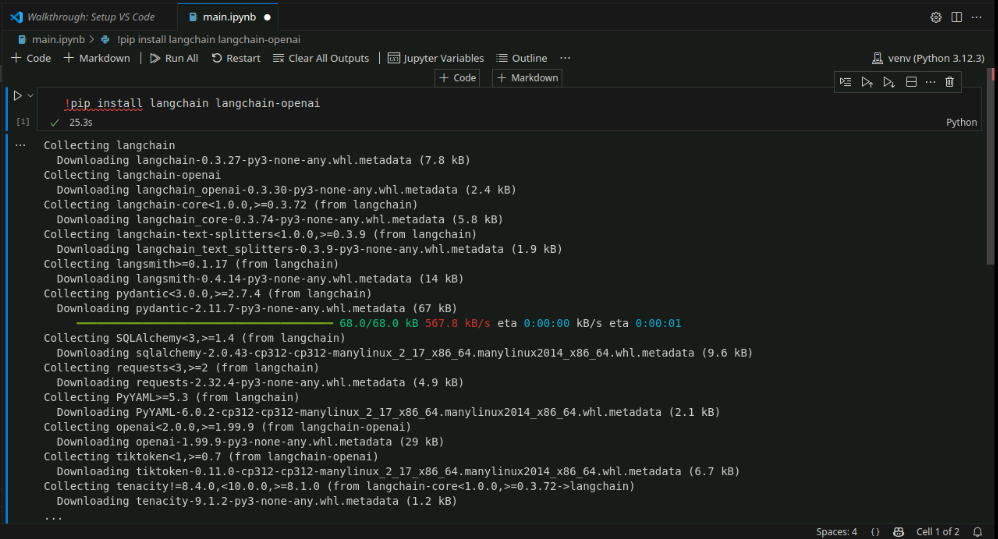 Walkthrough: Setup VS Code
main.ipynb
main.ipynb > !pip install langchain langchain-openai
+ Code + Markdown Run All Restart Clear All Outputs Jupyter Variables Outline ... venv (Python 3.12.3)
+ Code + Markdown
!pip install langchain langchain-openai
[1] 25.3s Python
... Collecting langchain
Downloading langchain-0.3.27-py3-none-any.whl.metadata (7.8 kB)
Collecting langchain-openai
Downloading langchain_openai-0.3.30-py3-none-any.whl.metadata (2.4 kB)
Collecting langchain-core<1.0.0,>=0.3.72 (from langchain)
Downloading langchain_core-0.3.74-py3-none-any.whl.metadata (5.8 kB)
Collecting langchain-text-splitters<1.0.0,>=0.3.9 (from langchain)
Downloading langchain_text_splitters-0.3.9-py3-none-any.whl.metadata (1.9 kB)
Collecting langsmith>=0.1.17 (from langchain)
Downloading langsmith-0.4.14-py3-none-any.whl.metadata (14 kB)
Collecting pydantic<3.0.0,>=2.7.4 (from langchain)
Downloading pydantic-2.11.7-py3-none-any.whl.metadata (67 kB)
68.0/68.0 kB 567.8 kB/s eta 0:00:00 kB/s eta 0:00:01
Collecting SQLAlchemy<3,>=1.4 (from langchain)
Downloading sqlalchemy-2.0.43-cp312-cp312-manylinux_2_17_x86_64.manylinux2014_x86_64.whl.metadata (9.6 kB)
Collecting requests<3,>=2 (from langchain)
Downloading requests-2.32.4-py3-none-any.whl.metadata (4.9 kB)
Collecting PyYAML>=5.3 (from langchain)
Downloading PyYAML-6.0.2-cp312-cp312-manylinux_2_17_x86_64.manylinux2014_x86_64.whl.metadata (2.1 kB)
Collecting openai<2.0.0,>=1.99.9 (from langchain-openai)
Downloading openai-1.99.9-py3-none-any.whl.metadata (29 kB)
Collecting tiktoken<1,>=0.7 (from langchain-openai)
Downloading tiktoken-0.11.0-cp312-cp312-manylinux_2_17_x86_64.manylinux2014_x86_64.whl.metadata (6.7 kB)
Collecting tenacity!=8.4.0,<10.0.0,>=8.1.0 (from langchain-core<1.0.0,>=0.3.72->langchain)
Downloading tenacity-9.1.2-py3-none-any.whl.metadata (1.2 kB)
...
Spaces: 4 {} Cell 1 of 2